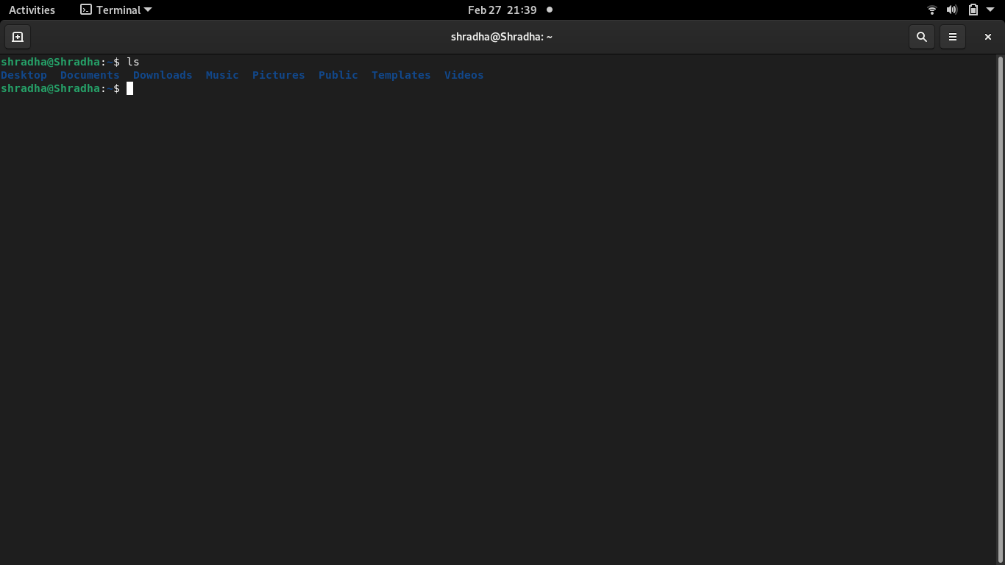 Activities Terminal Feb 27 21:39
shradha@Shradha: ~
shradha@Shradha:~$ ls
Desktop Documents Downloads Music Pictures Public Templates Videos
shradha@Shradha:~$